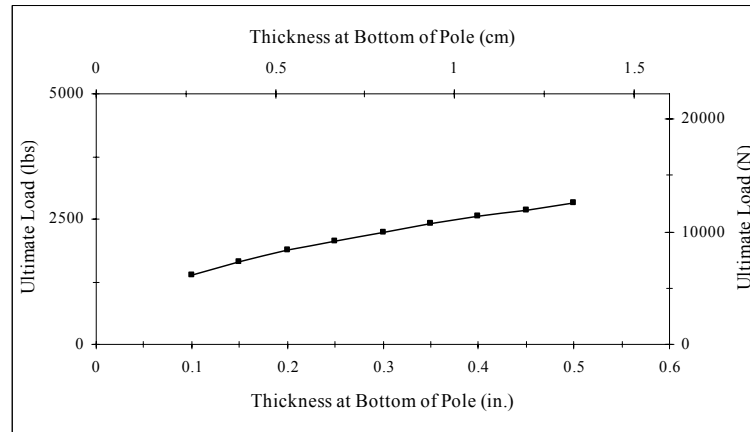 Thickness at Bottom of Pole (cm)
0 0.5 1 1.5
5000
2500
0
20000
10000
0
Ultimate Load (lbs)
Ultimate Load (N)
0 0.1 0.2 0.3 0.4 0.5 0.6
Thickness at Bottom of Pole (in.)